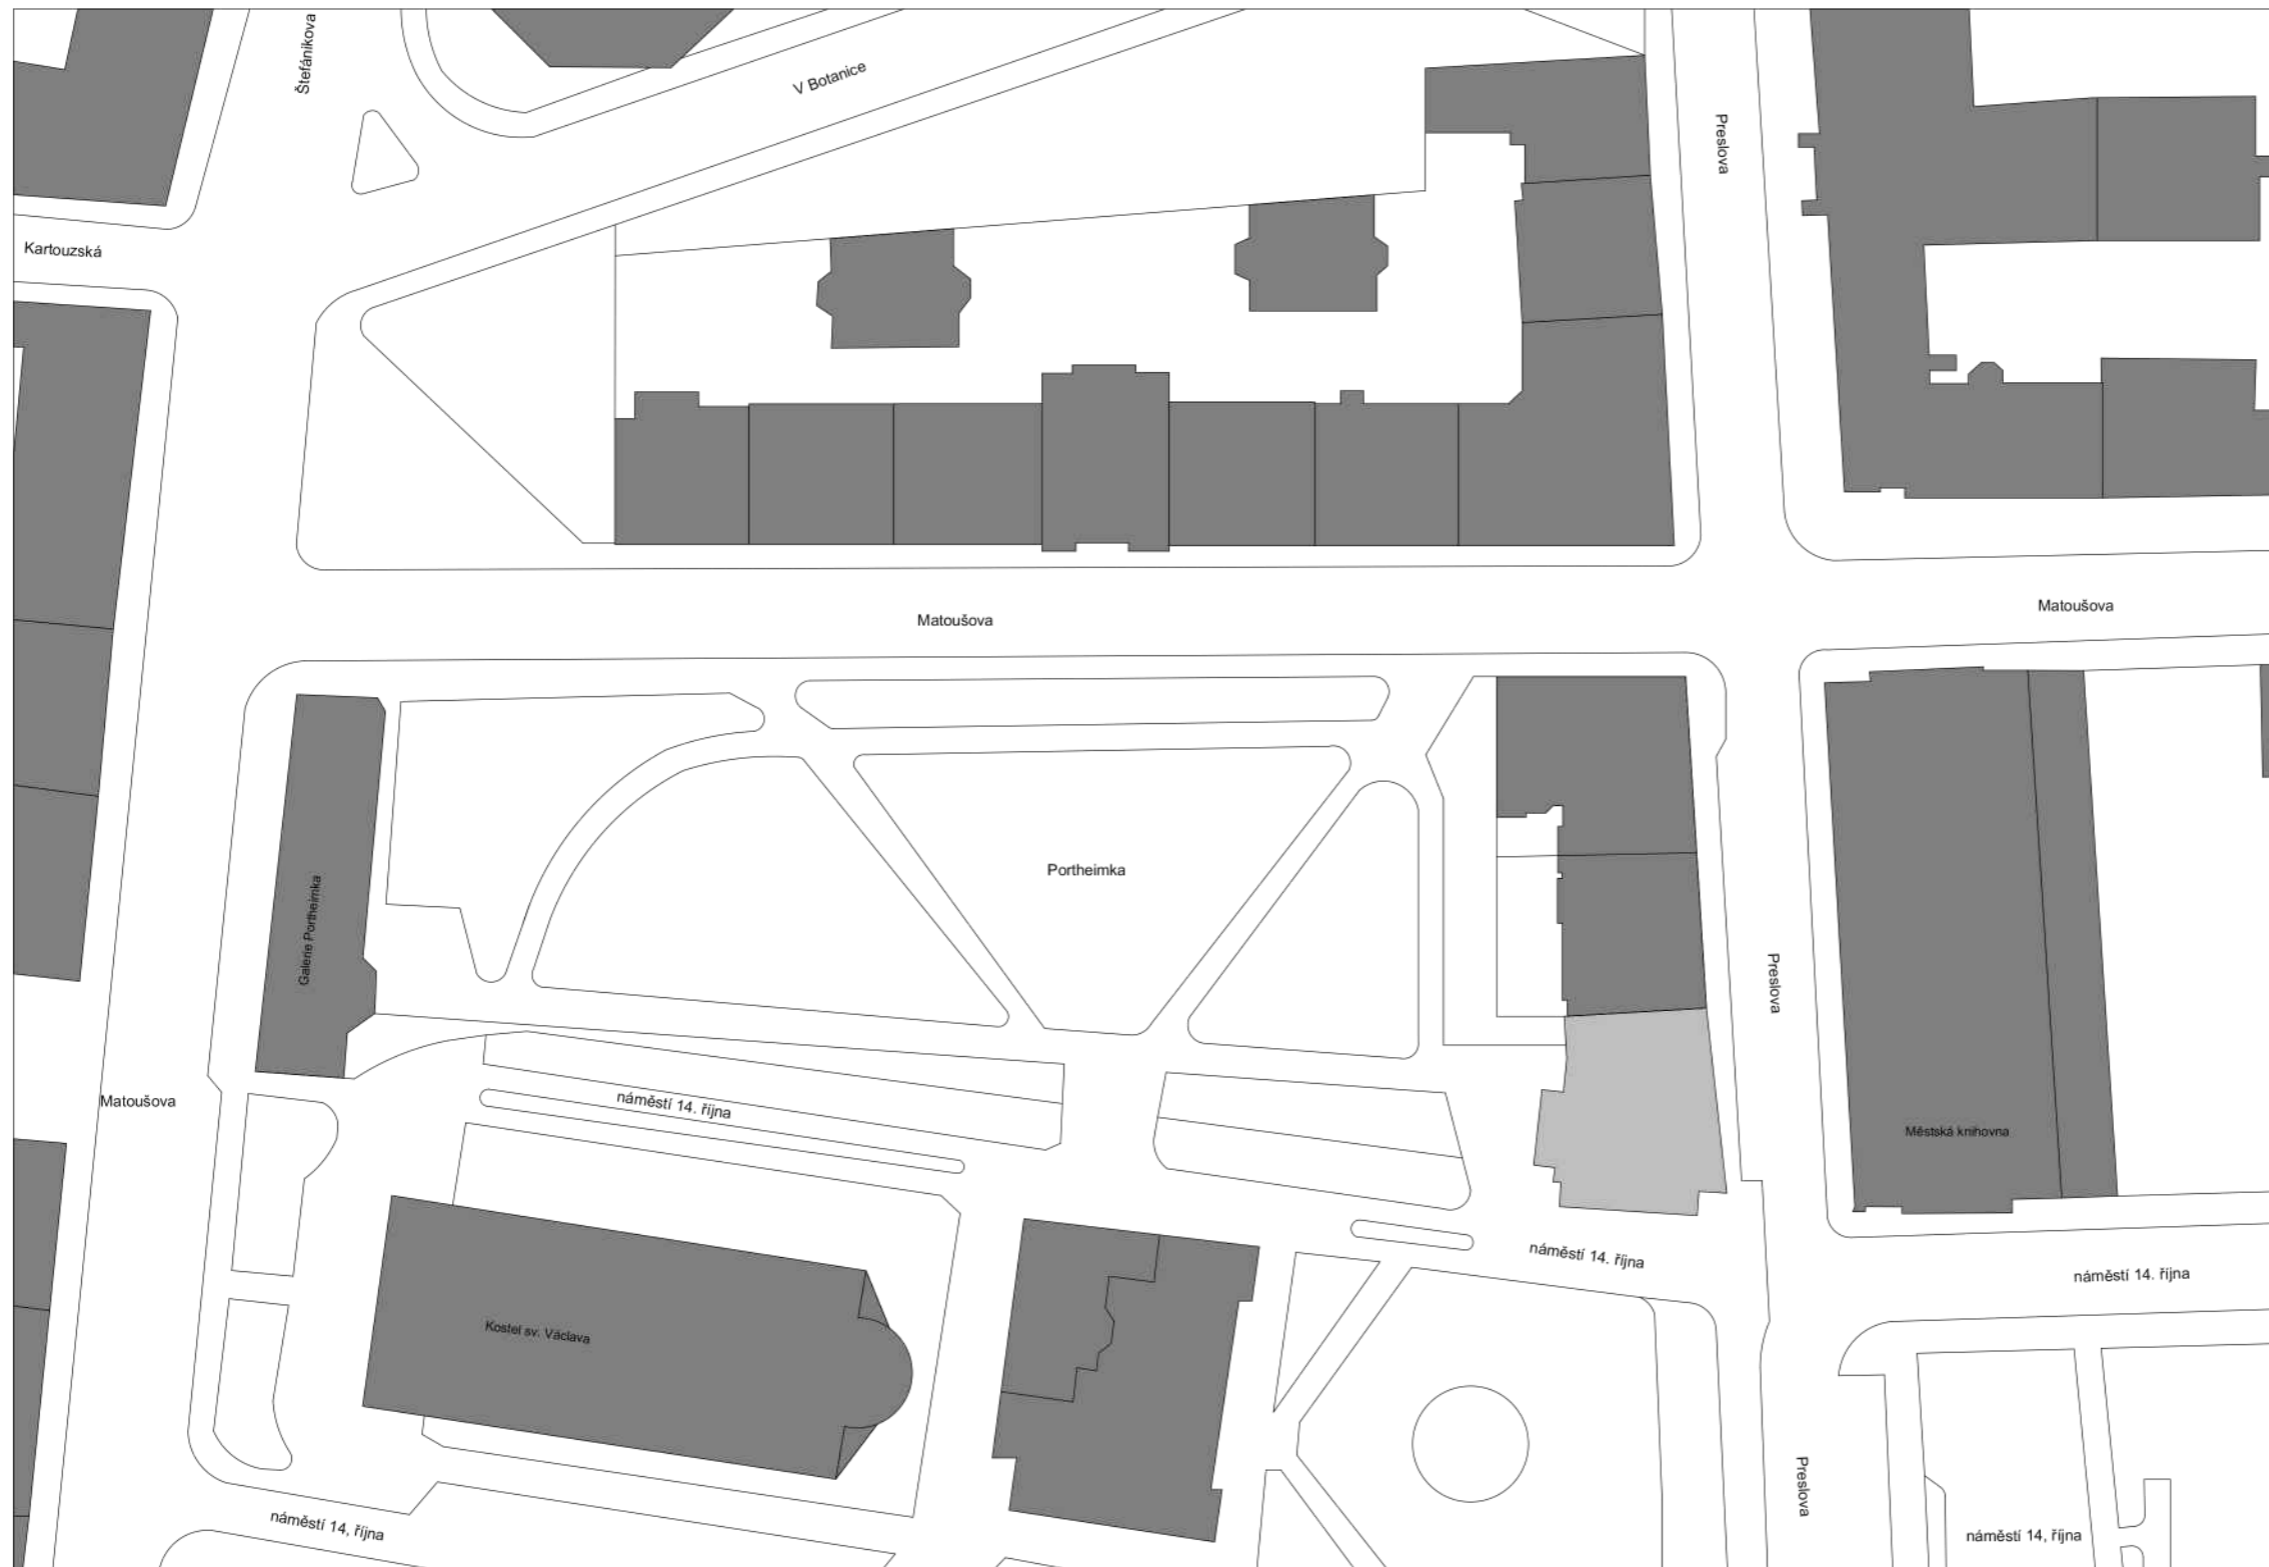 Štefánikova
V Botanice
Preslova
Kartouzská
Matoušova
Matoušova
Portheimka
Galerie Portheimka
Preslova
Matoušova
náměstí 14. října
Městská knihovna
náměstí 14. října
náměstí 14. října
Kostel sv. Václava
Preslova
náměstí 14, října
náměstí 14, října